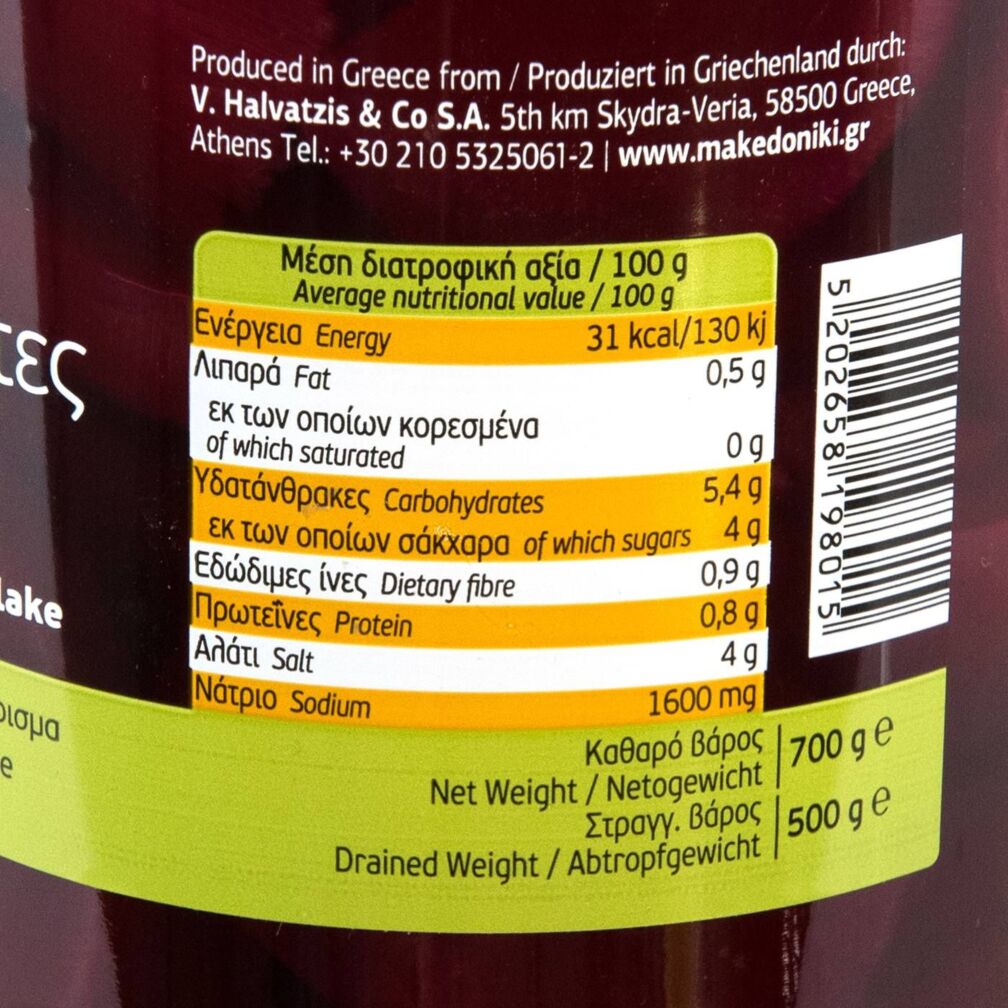 Produced in Greece from / Produziert in Griechenland durch:
V. Halvatzis & Co S.A. 5th km Skydra-Veria, 58500 Greece,
Athens Tel.: +30 210 5325061-2 | www.makedoniki.gr
Μέση διατροφική αξία / 100 g
Average nutritional value / 100 g
Ενέργεια Energy 31 kcal/130 kj
Λιπαρά Fat 0,5 g
εκ των οποίων κορεσμένα
of which saturated 0 g
Υδατάνθρακες Carbohydrates 5,4 g
εκ των οποίων σάκχαρα of which sugars 4 g
Εδώδιμες ίνες Dietary fibre 0,9 g
Πρωτεΐνες Protein 0,8 g
Αλάτι Salt 4 g
Νάτριο Sodium 1600 mg
Καθαρό Βάρος
Net Weight / Netogewicht 700 g e
Στραγγ. Βάρος
Drained Weight / Abtropfgewicht 500 g e
5 202658 198015